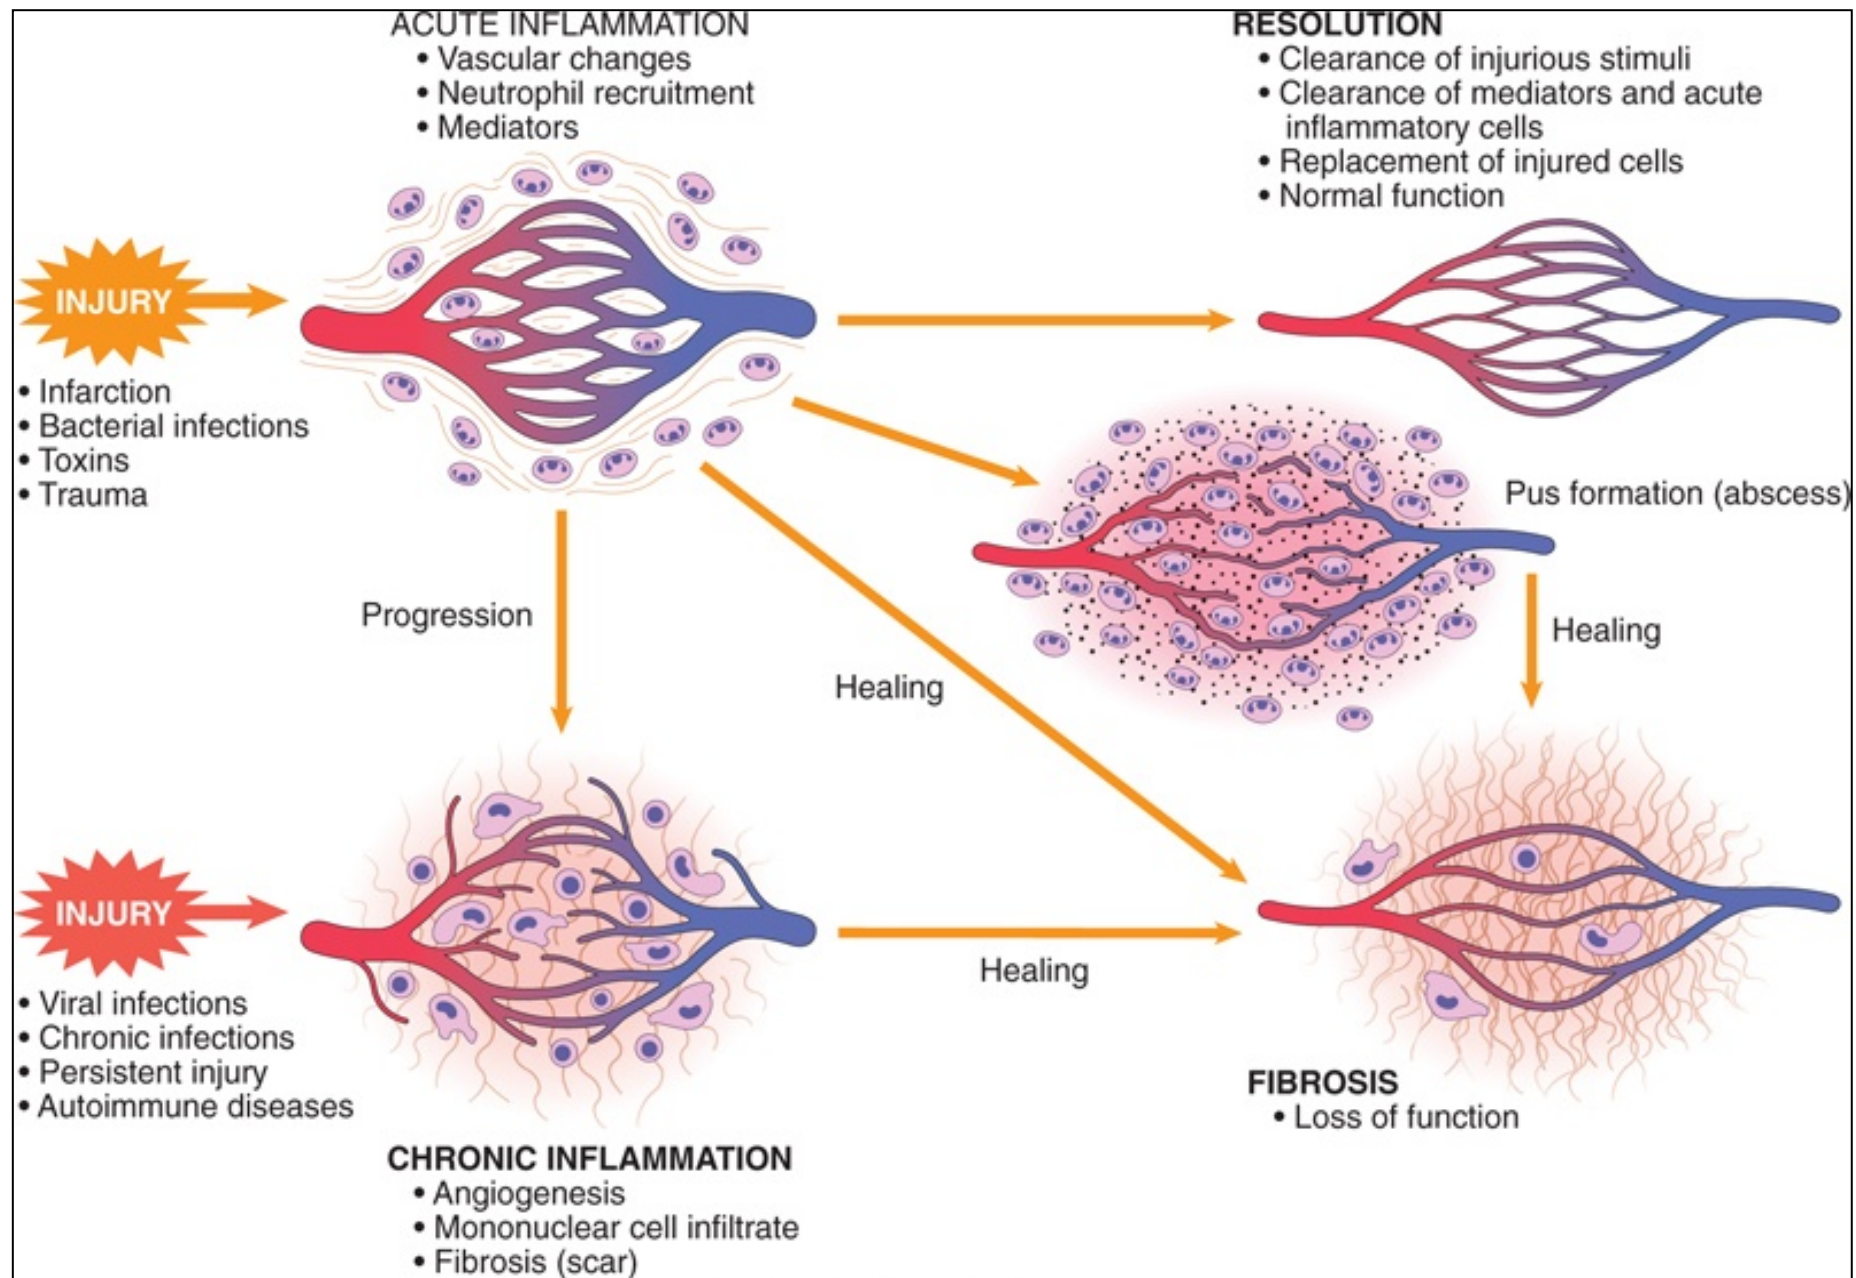 ACUTE INFLAMMATION
• Vascular changes
• Neutrophil recruitment
• Mediators
RESOLUTION
• Clearance of injurious stimuli
• Clearance of mediators and acute
inflammatory cells
• Replacement of injured cells
• Normal function
INJURY
• Infarction
• Bacterial infections
• Toxins
• Trauma
Pus formation (abscess)
Progression
Healing
Healing
INJURY
• Viral infections
• Chronic infections
• Persistent injury
• Autoimmune diseases
Healing
CHRONIC INFLAMMATION
• Angiogenesis
• Mononuclear cell infiltrate
• Fibrosis (scar)
FIBROSIS
• Loss of function